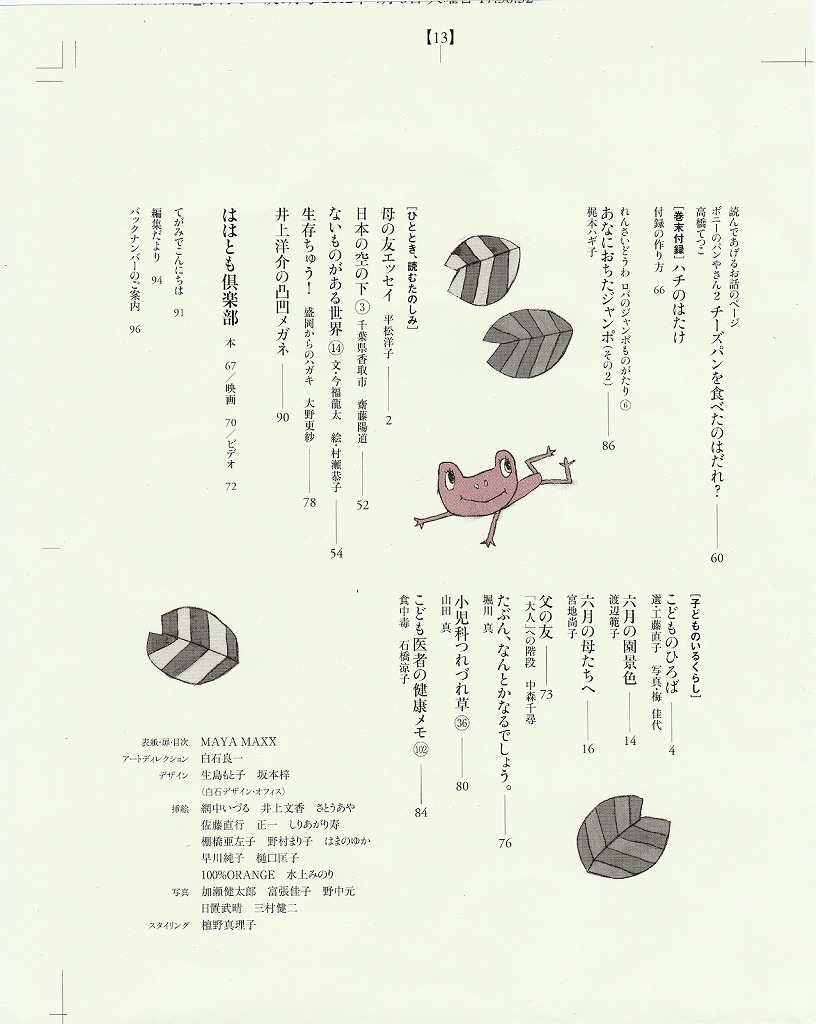 【13】
読んであげるお話のページ
ポニーのパンやさん2 チーズパンを食べたのはだれ？ 60
高橋てつこ
［巻末付録］ハチのはたけ
付録の作り方 66
れんさいどうわ ロバのジャンボものがたり⑥
あなにおちたジャンボ（その2） 86
梶本ハギ子
［ひととき、読むたのしみ］
母の友エッセイ 平松洋子 2
日本の空の下③ 千葉県香取市 齋藤陽道 52
ないものがある世界⑭ 文・今福龍太 絵・村瀬恭子 54
生存ちゅう！ 盛岡からのハガキ 大野更紗 78
井上洋介の凸凹メガネ 90
ははとも倶楽部 本 67／映画 70／ビデオ 72
てがみでこんにちは 91
編集だより 94
バックナンバーのご案内 96
［子どものいるくらし］
こどものひろば 4
選・工藤直子 写真・梅 佳代
六月の園景色 14
渡辺範子
六月の母たちへ 16
宮地尚子
父の友 73
「大人」への階段 中森千尋
たぶん、なんとかなるでしょう。 76
堀川 真
小児科つれづれ草㊱ 80
山田 真
こども医者の健康メモ(102) 84
食中毒 石橋涼子
表紙・扉・目次 MAYA MAXX
アートディレクション 白石良一
デザイン 生島もと子 坂本梓
（白石デザイン・オフィス）
挿絵 網中いづる 井上文香 さとうあや
佐藤直行 正一 しりあがり寿
棚橋亜左子 野村まり子 はまのゆか
早川純子 樋口匡子
100%ORANGE 水上みのり
写真 加瀬健太郎 富張佳子 野中元
日置武晴 三村健二
スタイリング 檀野真理子